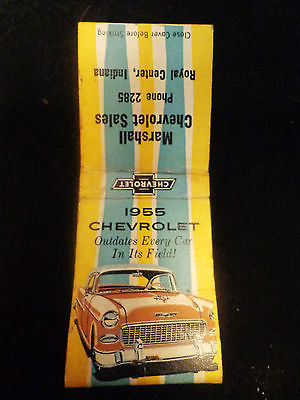 Close Cover Before Striking
Marshall
Chevrolet Sales
Phone 2285
Royal Center, Indiana
CHEVROLET
1955
CHEVROLET
Outdates Every Car
In Its Field!